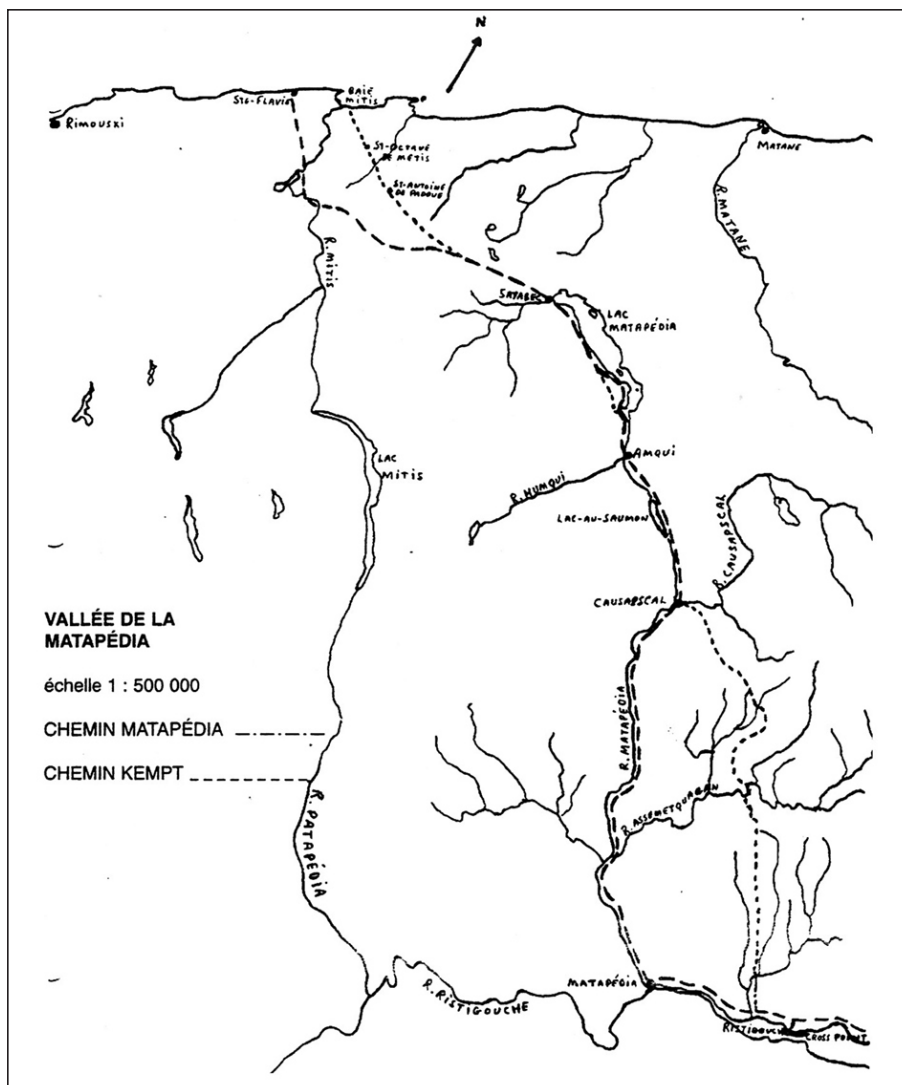 N
STE-FLAVIE
BAIE
MITIS
RIMOUSKI
ST-OCTAVE
DE METIS
ST-ANTOINE
DE PADOUE
MATANE
R. MATANE
R. MITIS
SAYABEC
LAC
MATAPÉDIA
LAC
MITIS
AMQUI
R. HUMQUI
LAC-AU-SAUMON
R. CAUSAPSCAL
CAUSAPSCAL
VALLÉE DE LA
MATAPÉDIA
échelle 1 : 500 000
CHEMIN MATAPÉDIA
CHEMIN KEMPT
R. MATAPÉDIA
R. ASSEMETQUAGAN
R. PATAPÉDIA
R. RISTIGOUCHE
MATAPÉDIA
RISTIGOUCHE
CROSS POINT